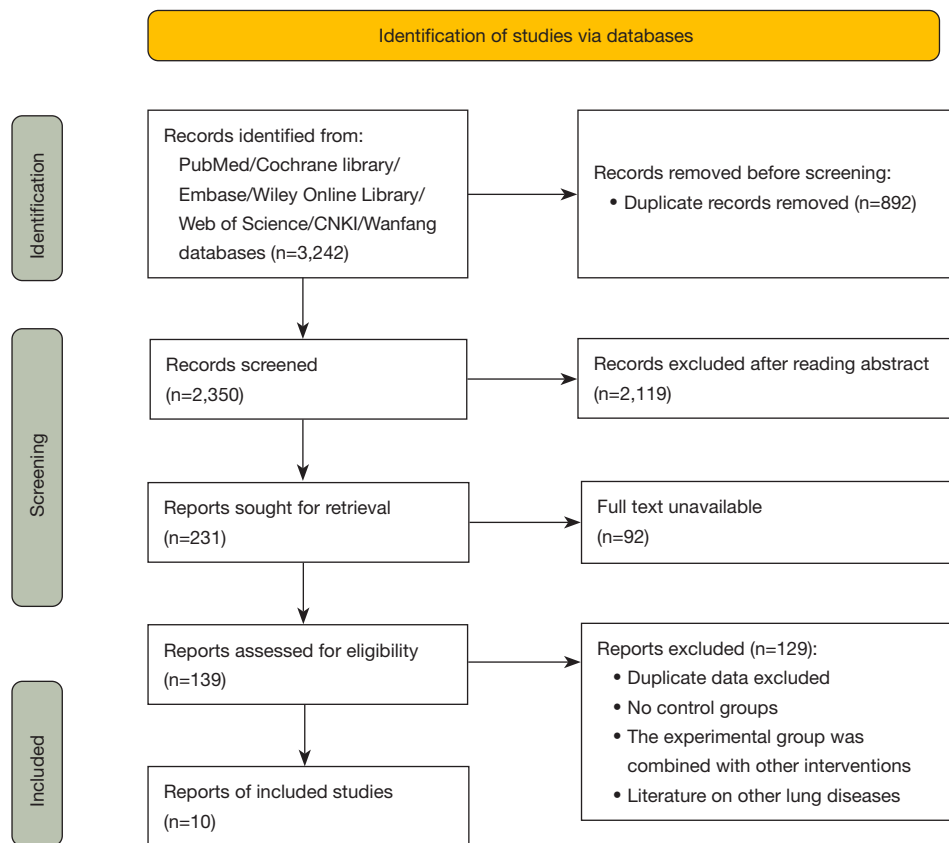 Identification of studies via databases
Identification
Records identified from:
PubMed/Cochrane library/
Embase/Wiley Online Library/
Web of Science/CNKI/Wanfang
databases (n=3,242)
Records removed before screening:
• Duplicate records removed (n=892)
Screening
Records screened
(n=2,350)
Records excluded after reading abstract
(n=2,119)
Reports sought for retrieval
(n=231)
Full text unavailable
(n=92)
Reports assessed for eligibility
(n=139)
Reports excluded (n=129):
• Duplicate data excluded
• No control groups
• The experimental group was
combined with other interventions
• Literature on other lung diseases
Included
Reports of included studies
(n=10)